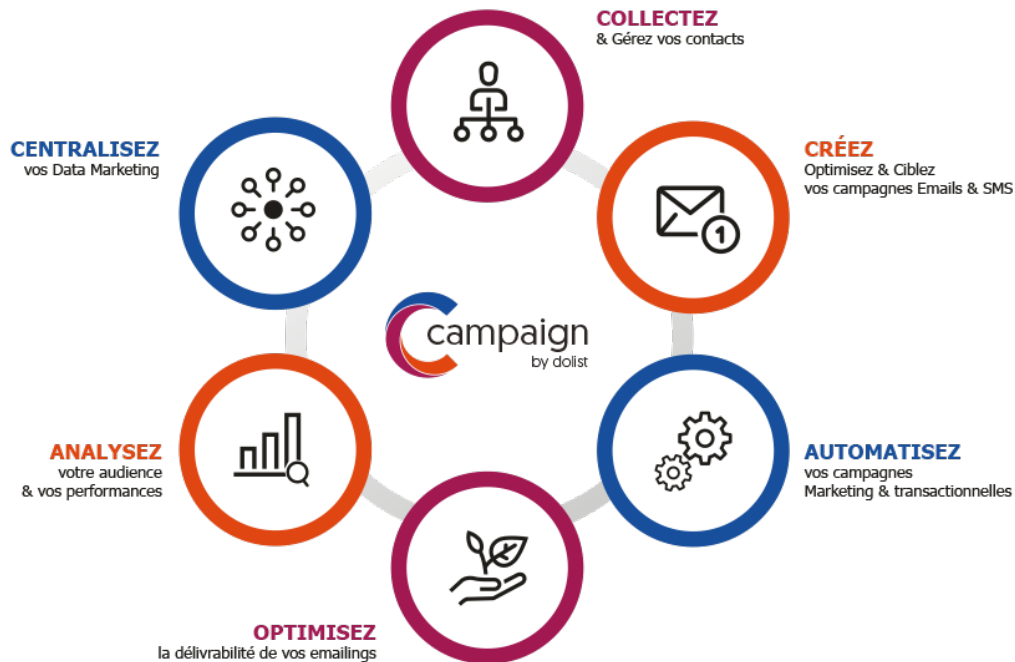 COLLECTEZ
& Gérez vos contacts
CRÉEZ
Optimisez & Ciblez
vos campagnes Emails & SMS
1
AUTOMATISEZ
vos campagnes
Marketing & transactionnelles
OPTIMISEZ
la délivrabilité de vos emailings
ANALYSEZ
votre audience
& vos performances
CENTRALISEZ
vos Data Marketing
campaign
by dolist